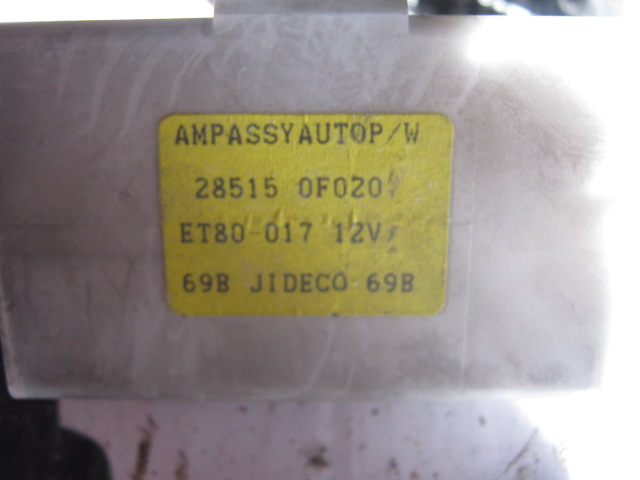 AMPASSYAUTOP/W
28515 0F020
ET80-017 12V
69B JIDECO 69B